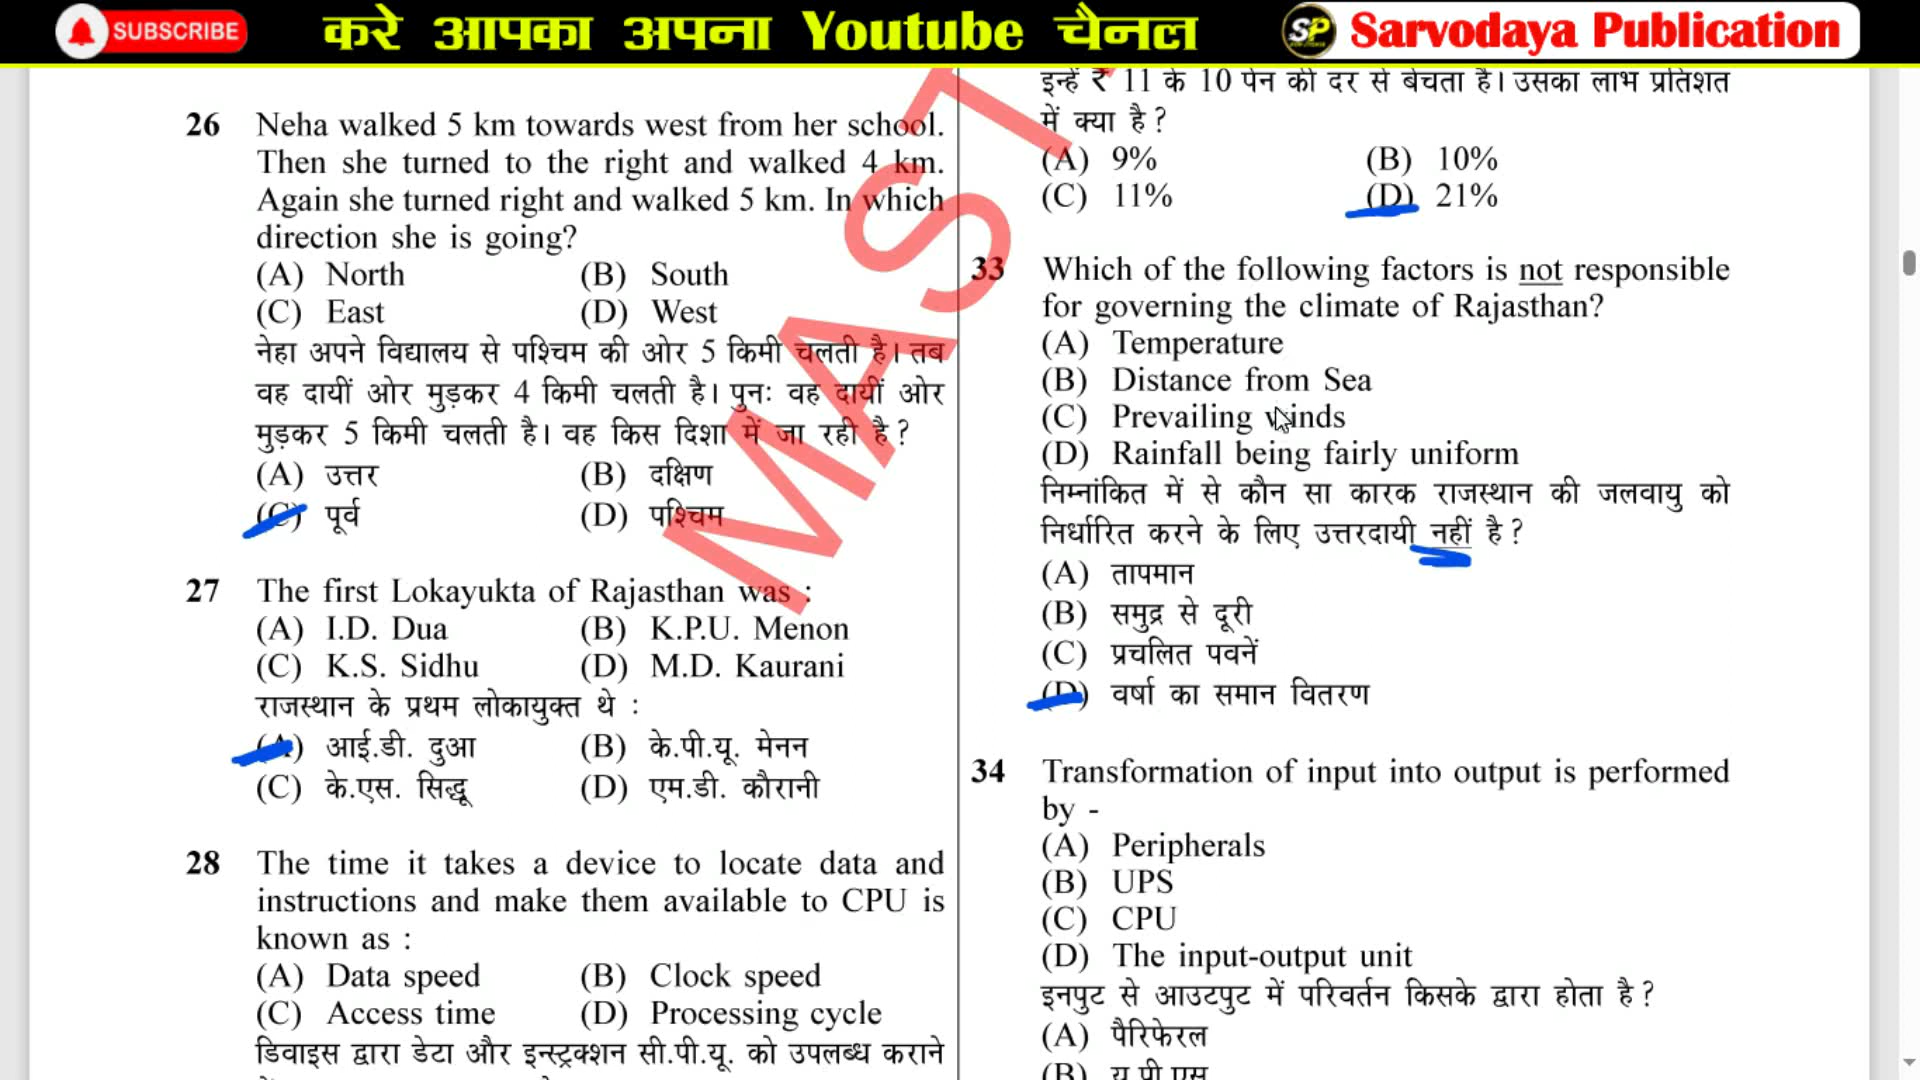 SUBSCRIBE
करे आपका अपना Youtube चैनल
SP
Sarvodaya Publication
26 Neha walked 5 km towards west from her school.
Then she turned to the right and walked 4 km.
Again she turned right and walked 5 km. In which
direction she is going?
(A) North (B) South
(C) East (D) West
नेहा अपने विद्यालय से पश्चिम की ओर 5 किमी चलती है। तब
वह दायीं ओर मुड़कर 4 किमी चलती है। पुनः वह दायीं ओर
मुड़कर 5 किमी चलती है। वह किस दिशा में जा रही है ?
(A) उत्तर (B) दक्षिण
(C) पूर्व (D) पश्चिम
27 The first Lokayukta of Rajasthan was :
(A) I.D. Dua (B) K.P.U. Menon
(C) K.S. Sidhu (D) M.D. Kaurani
राजस्थान के प्रथम लोकायुक्त थे :
(A) आई.डी. दुआ (B) के.पी.यू. मेनन
(C) के.एस. सिद्धू (D) एम.डी. कौरानी
28 The time it takes a device to locate data and
instructions and make them available to CPU is
known as :
(A) Data speed (B) Clock speed
(C) Access time (D) Processing cycle
डिवाइस द्वारा डेटा और इन्स्ट्रक्शन सी.पी.यू. को उपलब्ध कराने
इन्हें ₹ 11 के 10 पेन की दर से बेचता है। उसका लाभ प्रतिशत
में क्या है ?
(A) 9% (B) 10%
(C) 11% (D) 21%
33 Which of the following factors is not responsible
for governing the climate of Rajasthan?
(A) Temperature
(B) Distance from Sea
(C) Prevailing winds
(D) Rainfall being fairly uniform
निम्नांकित में से कौन सा कारक राजस्थान की जलवायु को
निर्धारित करने के लिए उत्तरदायी नहीं है ?
(A) तापमान
(B) समुद्र से दूरी
(C) प्रचलित पवनें
(D) वर्षा का समान वितरण
34 Transformation of input into output is performed
by -
(A) Peripherals
(B) UPS
(C) CPU
(D) The input-output unit
इनपुट से आउटपुट में परिवर्तन किसके द्वारा होता है ?
(A) पैरिफेरल
(B) यू.पी.एस.
MAST